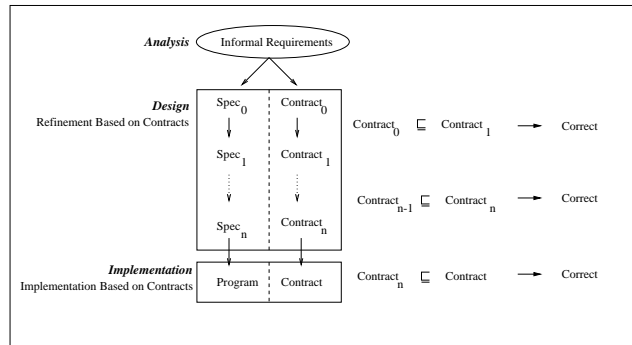 Analysis Informal Requirements
Design
Refinement Based on Contracts
Spec0 Contract0
Contract0 ⊑ Contract1 Correct
Spec1 Contract1
Contractn-1 ⊑ Contractn Correct
Specn Contractn
Implementation
Implementation Based on Contracts
Program Contract
Contractn ⊑ Contract Correct